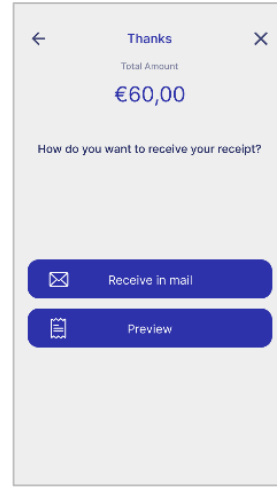 Thanks
Total Amount
€60,00
How do you want to receive your receipt?
Receive in mail
Preview